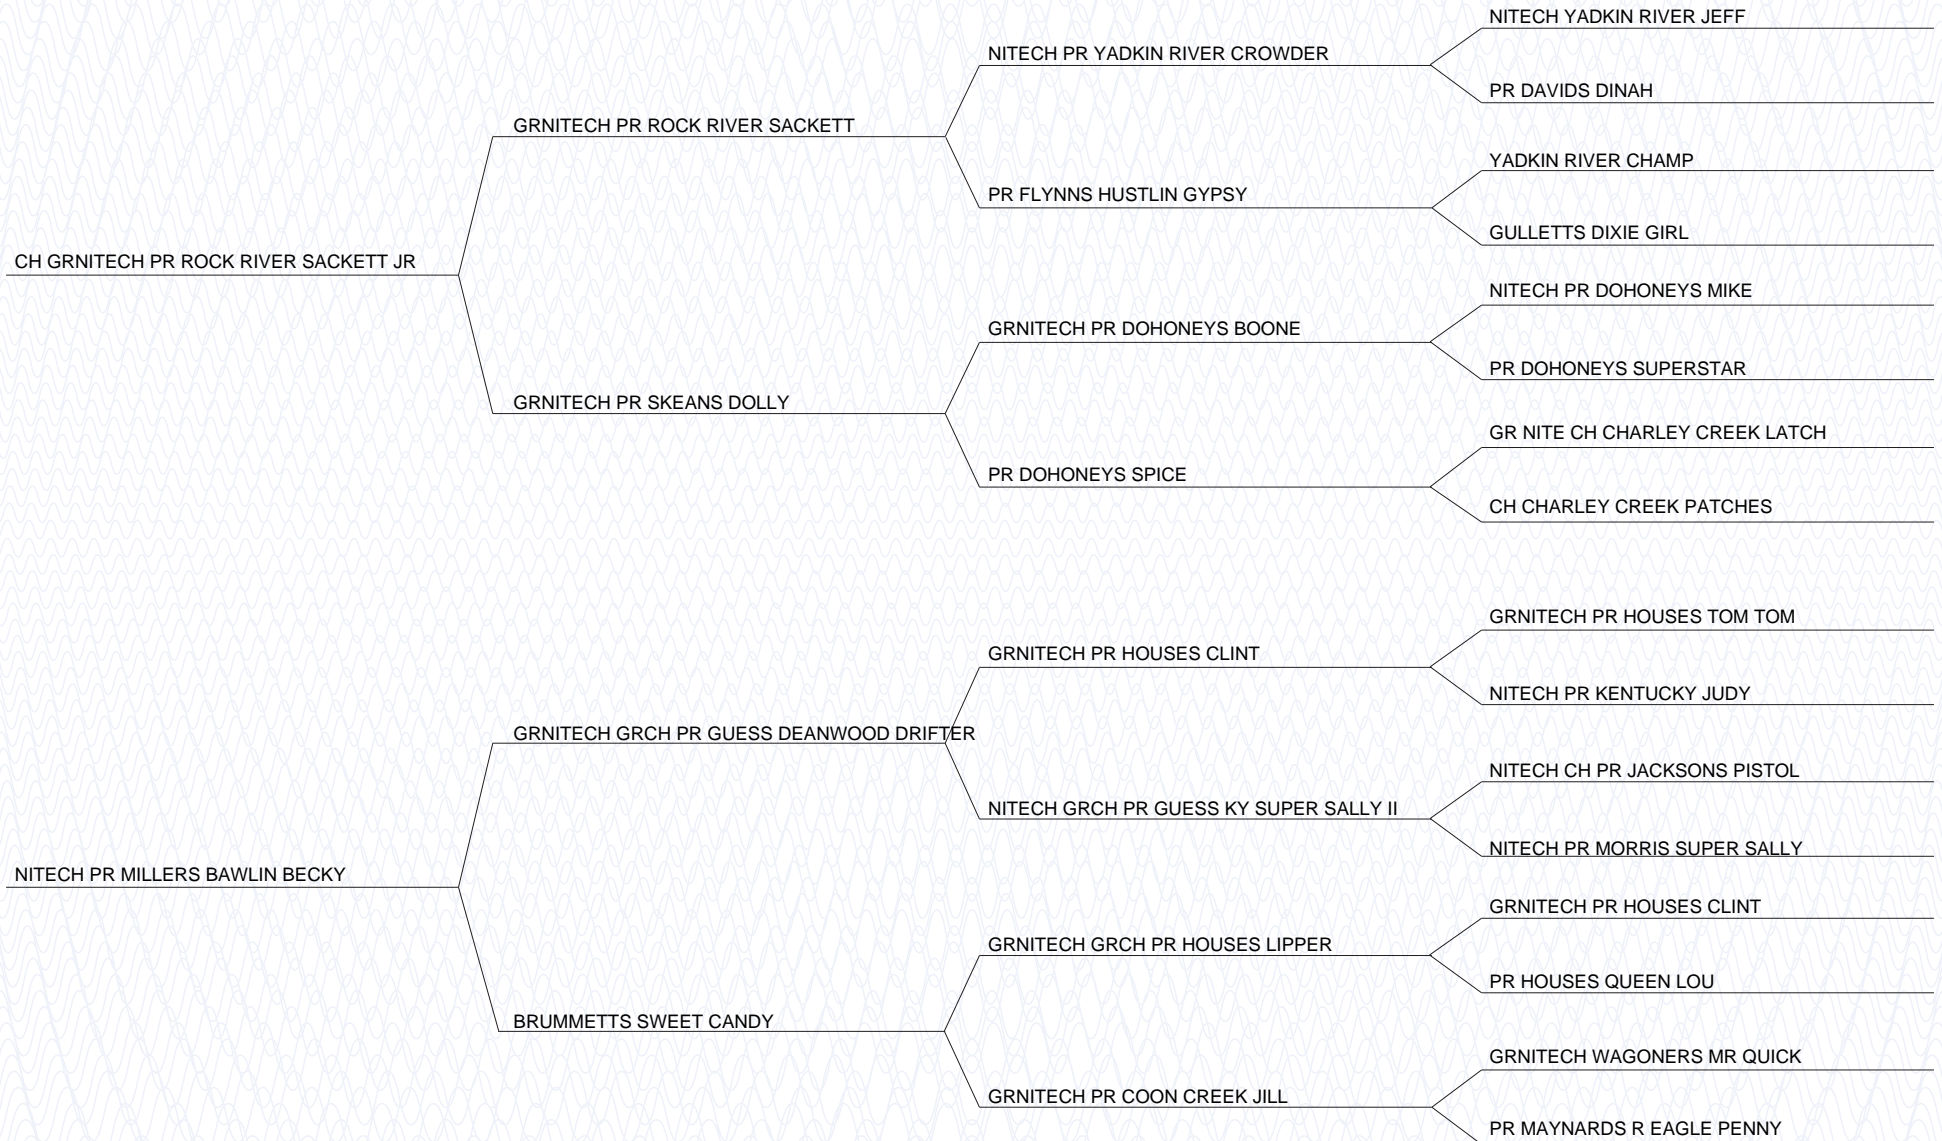 NITECH YADKIN RIVER JEFF
NITECH PR YADKIN RIVER CROWDER
PR DAVIDS DINAH
GRNITECH PR ROCK RIVER SACKETT
YADKIN RIVER CHAMP
PR FLYNNS HUSTLIN GYPSY
GULLETTS DIXIE GIRL
CH GRNITECH PR ROCK RIVER SACKETT JR
NITECH PR DOHONEYS MIKE
GRNITECH PR DOHONEYS BOONE
PR DOHONEYS SUPERSTAR
GRNITECH PR SKEANS DOLLY
GR NITE CH CHARLEY CREEK LATCH
PR DOHONEYS SPICE
CH CHARLEY CREEK PATCHES
GRNITECH PR HOUSES TOM TOM
GRNITECH PR HOUSES CLINT
NITECH PR KENTUCKY JUDY
GRNITECH GRCH PR GUESS DEANWOOD DRIFTER
NITECH CH PR JACKSONS PISTOL
NITECH GRCH PR GUESS KY SUPER SALLY II
NITECH PR MORRIS SUPER SALLY
NITECH PR MILLERS BAWLIN BECKY
GRNITECH PR HOUSES CLINT
GRNITECH GRCH PR HOUSES LIPPER
PR HOUSES QUEEN LOU
BRUMMETTS SWEET CANDY
GRNITECH WAGONERS MR QUICK
GRNITECH PR COON CREEK JILL
PR MAYNARDS R EAGLE PENNY